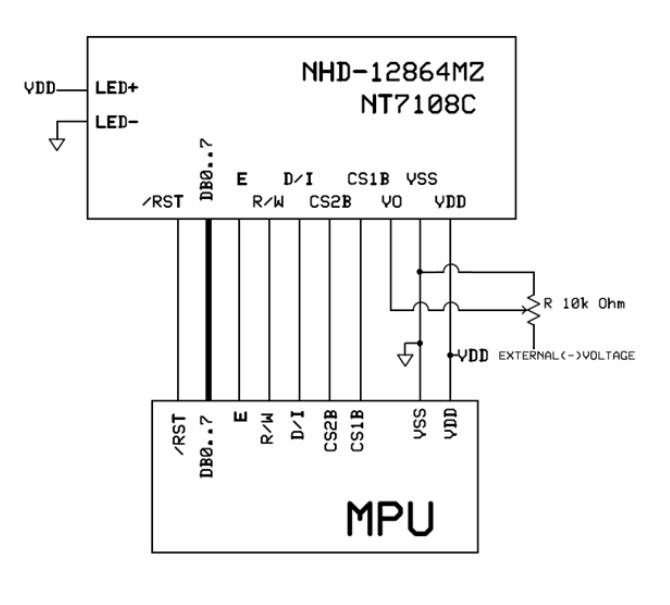 NHD-12864MZ
NT7108C
VDD
LED+
LED-
/RST
DB0..7
E
R/W
D/I
CS2B
CS1B
VO
VSS
VDD
R 10k Ohm
VDD
EXTERNAL(-)VOLTAGE
/RST
DB0..7
E
R/W
D/I
CS2B
CS1B
VSS
VDD
MPU